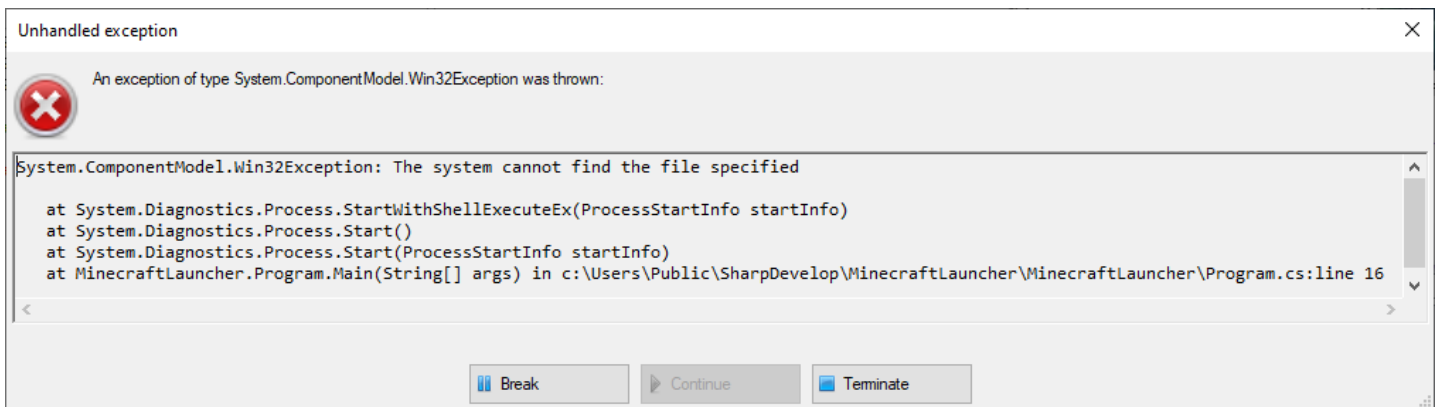 Unhandled exception
An exception of type System.ComponentModel.Win32Exception was thrown:
System.ComponentModel.Win32Exception: The system cannot find the file specified
at System.Diagnostics.Process.StartWithShellExecuteEx(ProcessStartInfo startInfo)
at System.Diagnostics.Process.Start()
at System.Diagnostics.Process.Start(ProcessStartInfo startInfo)
at MinecraftLauncher.Program.Main(String[] args) in c:\Users\Public\SharpDevelop\MinecraftLauncher\MinecraftLauncher\Program.cs:line 16
Break Continue Terminate